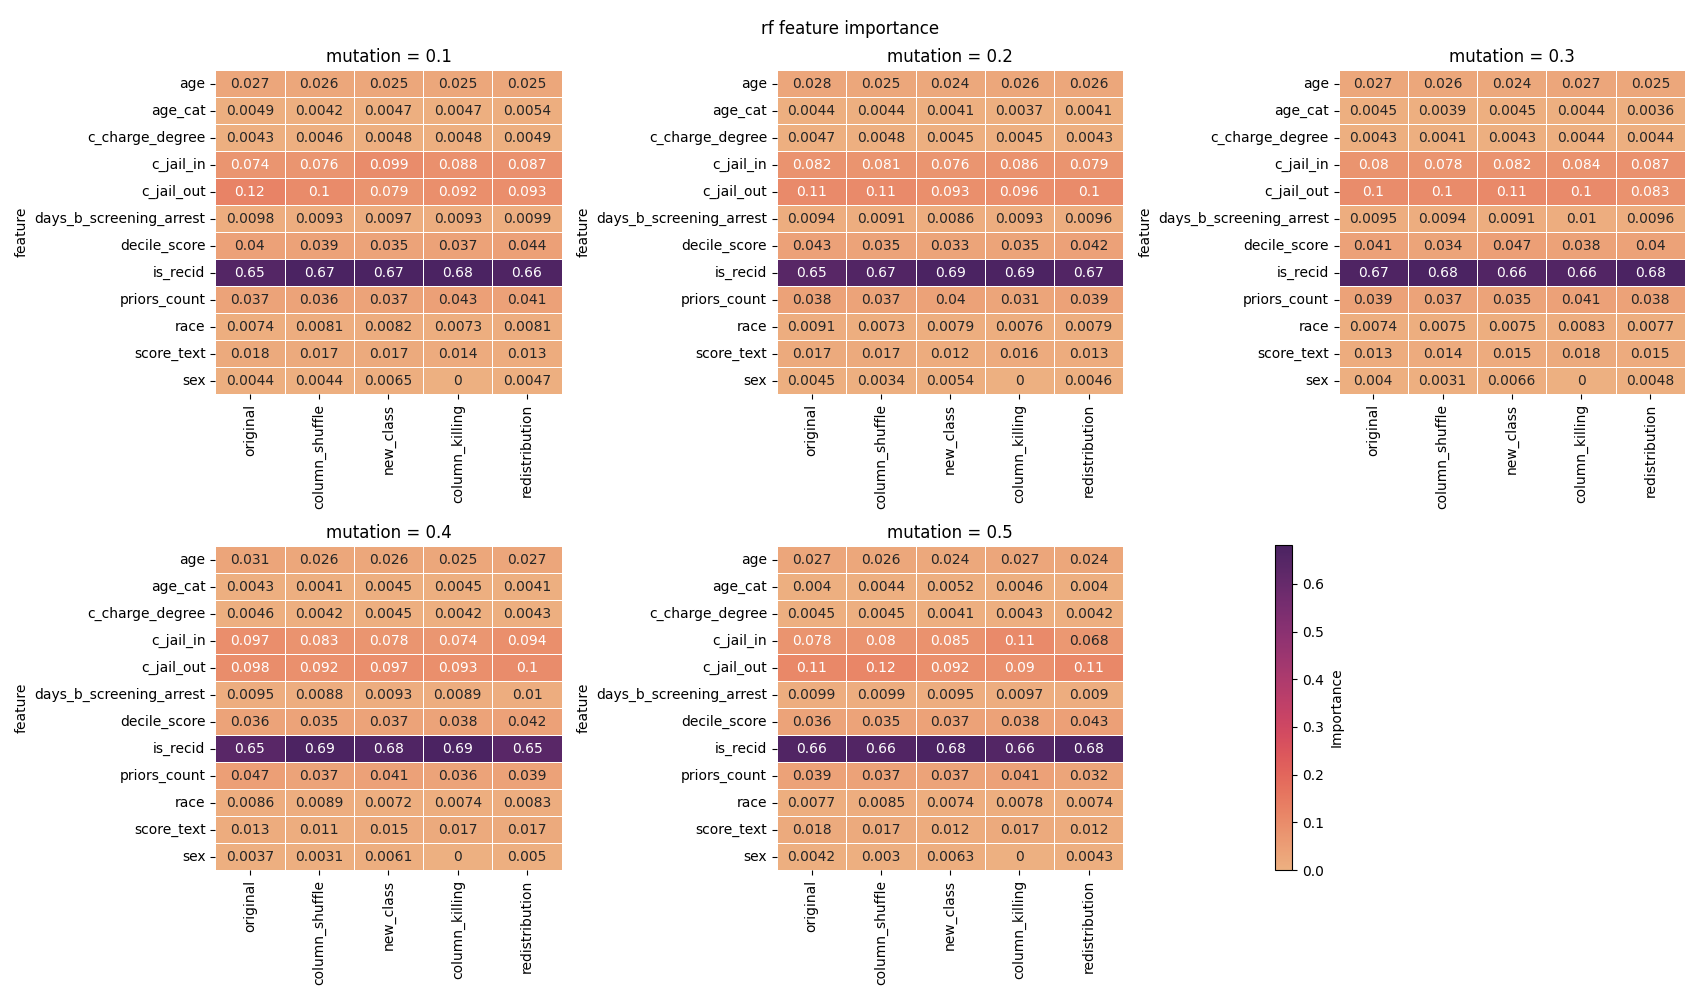 rf feature importance
mutation = 0.1
feature
age 0.027 0.026 0.025 0.025 0.025
age_cat 0.0049 0.0042 0.0047 0.0047 0.0054
c_charge_degree 0.0043 0.0046 0.0048 0.0048 0.0049
c_jail_in 0.074 0.076 0.099 0.088 0.087
c_jail_out 0.12 0.1 0.079 0.092 0.093
days_b_screening_arrest 0.0098 0.0093 0.0097 0.0093 0.0099
decile_score 0.04 0.039 0.035 0.037 0.044
is_recid 0.65 0.67 0.67 0.68 0.66
priors_count 0.037 0.036 0.037 0.043 0.041
race 0.0074 0.0081 0.0082 0.0073 0.0081
score_text 0.018 0.017 0.017 0.014 0.013
sex 0.0044 0.0044 0.0065 0 0.0047
original column_shuffle new_class column_killing redistribution
mutation = 0.2
feature
age 0.028 0.025 0.024 0.026 0.026
age_cat 0.0044 0.0044 0.0041 0.0037 0.0041
c_charge_degree 0.0047 0.0048 0.0045 0.0045 0.0043
c_jail_in 0.082 0.081 0.076 0.086 0.079
c_jail_out 0.11 0.11 0.093 0.096 0.1
days_b_screening_arrest 0.0094 0.0091 0.0086 0.0093 0.0096
decile_score 0.043 0.035 0.033 0.035 0.042
is_recid 0.65 0.67 0.69 0.69 0.67
priors_count 0.038 0.037 0.04 0.031 0.039
race 0.0091 0.0073 0.0079 0.0076 0.0079
score_text 0.017 0.017 0.012 0.016 0.013
sex 0.0045 0.0034 0.0054 0 0.0046
original column_shuffle new_class column_killing redistribution
mutation = 0.3
feature
age 0.027 0.026 0.024 0.027 0.025
age_cat 0.0045 0.0039 0.0045 0.0044 0.0036
c_charge_degree 0.0043 0.0041 0.0043 0.0044 0.0044
c_jail_in 0.08 0.078 0.082 0.084 0.087
c_jail_out 0.1 0.1 0.11 0.1 0.083
days_b_screening_arrest 0.0095 0.0094 0.0091 0.01 0.0096
decile_score 0.041 0.034 0.047 0.038 0.04
is_recid 0.67 0.68 0.66 0.66 0.68
priors_count 0.039 0.037 0.035 0.041 0.038
race 0.0074 0.0075 0.0075 0.0083 0.0077
score_text 0.013 0.014 0.015 0.018 0.015
sex 0.004 0.0031 0.0066 0 0.0048
original column_shuffle new_class column_killing redistribution
mutation = 0.4
feature
age 0.031 0.026 0.026 0.025 0.027
age_cat 0.0043 0.0041 0.0045 0.0045 0.0041
c_charge_degree 0.0046 0.0042 0.0045 0.0042 0.0043
c_jail_in 0.097 0.083 0.078 0.074 0.094
c_jail_out 0.098 0.092 0.097 0.093 0.1
days_b_screening_arrest 0.0095 0.0088 0.0093 0.0089 0.01
decile_score 0.036 0.035 0.037 0.038 0.042
is_recid 0.65 0.69 0.68 0.69 0.65
priors_count 0.047 0.037 0.041 0.036 0.039
race 0.0086 0.0089 0.0072 0.0074 0.0083
score_text 0.013 0.011 0.015 0.017 0.017
sex 0.0037 0.0031 0.0061 0 0.005
original column_shuffle new_class column_killing redistribution
mutation = 0.5
feature
age 0.027 0.026 0.024 0.027 0.024
age_cat 0.004 0.0044 0.0052 0.0046 0.004
c_charge_degree 0.0045 0.0045 0.0041 0.0043 0.0042
c_jail_in 0.078 0.08 0.085 0.11 0.068
c_jail_out 0.11 0.12 0.092 0.09 0.11
days_b_screening_arrest 0.0099 0.0099 0.0095 0.0097 0.009
decile_score 0.036 0.035 0.037 0.038 0.043
is_recid 0.66 0.66 0.68 0.66 0.68
priors_count 0.039 0.037 0.037 0.041 0.032
race 0.0077 0.0085 0.0074 0.0078 0.0074
score_text 0.018 0.017 0.012 0.017 0.012
sex 0.0042 0.003 0.0063 0 0.0043
original column_shuffle new_class column_killing redistribution
0.6
0.5
0.4
0.3
0.2
0.1
0.0
Importance